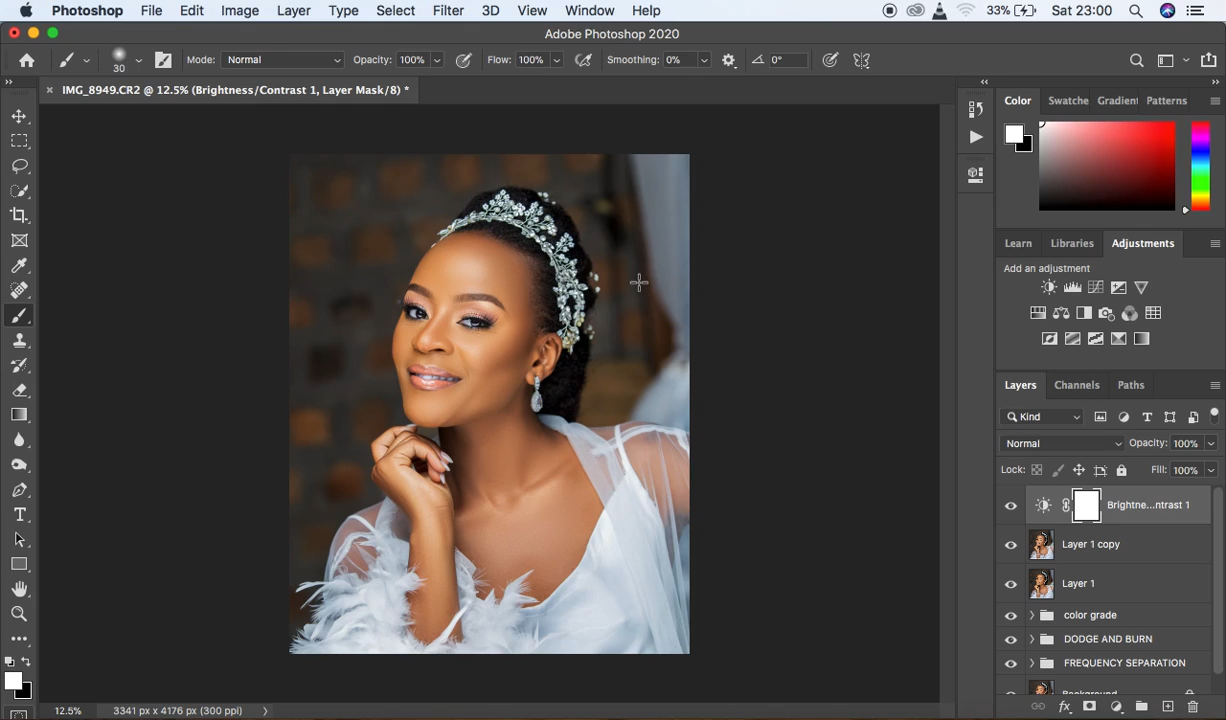 Photoshop File Edit Image Layer Type Select Filter 3D View Window Help 33% Sat 23:00
Adobe Photoshop 2020
30 Mode: Normal Opacity: 100% Flow: 100% Smoothing: 0% 0°
IMG_8949.CR2 @ 12.5% (Brightness/Contrast 1, Layer Mask/8) *
Color Swatche Gradient Patterns
Learn Libraries Adjustments
Add an adjustment
Layers Channels Paths
Kind
Normal Opacity: 100%
Lock: Fill: 100%
Brightne...ntrast 1
Layer 1 copy
Layer 1
color grade
DODGE AND BURN
FREQUENCY SEPARATION
Background
12.5% 3341 px x 4176 px (300 ppi)